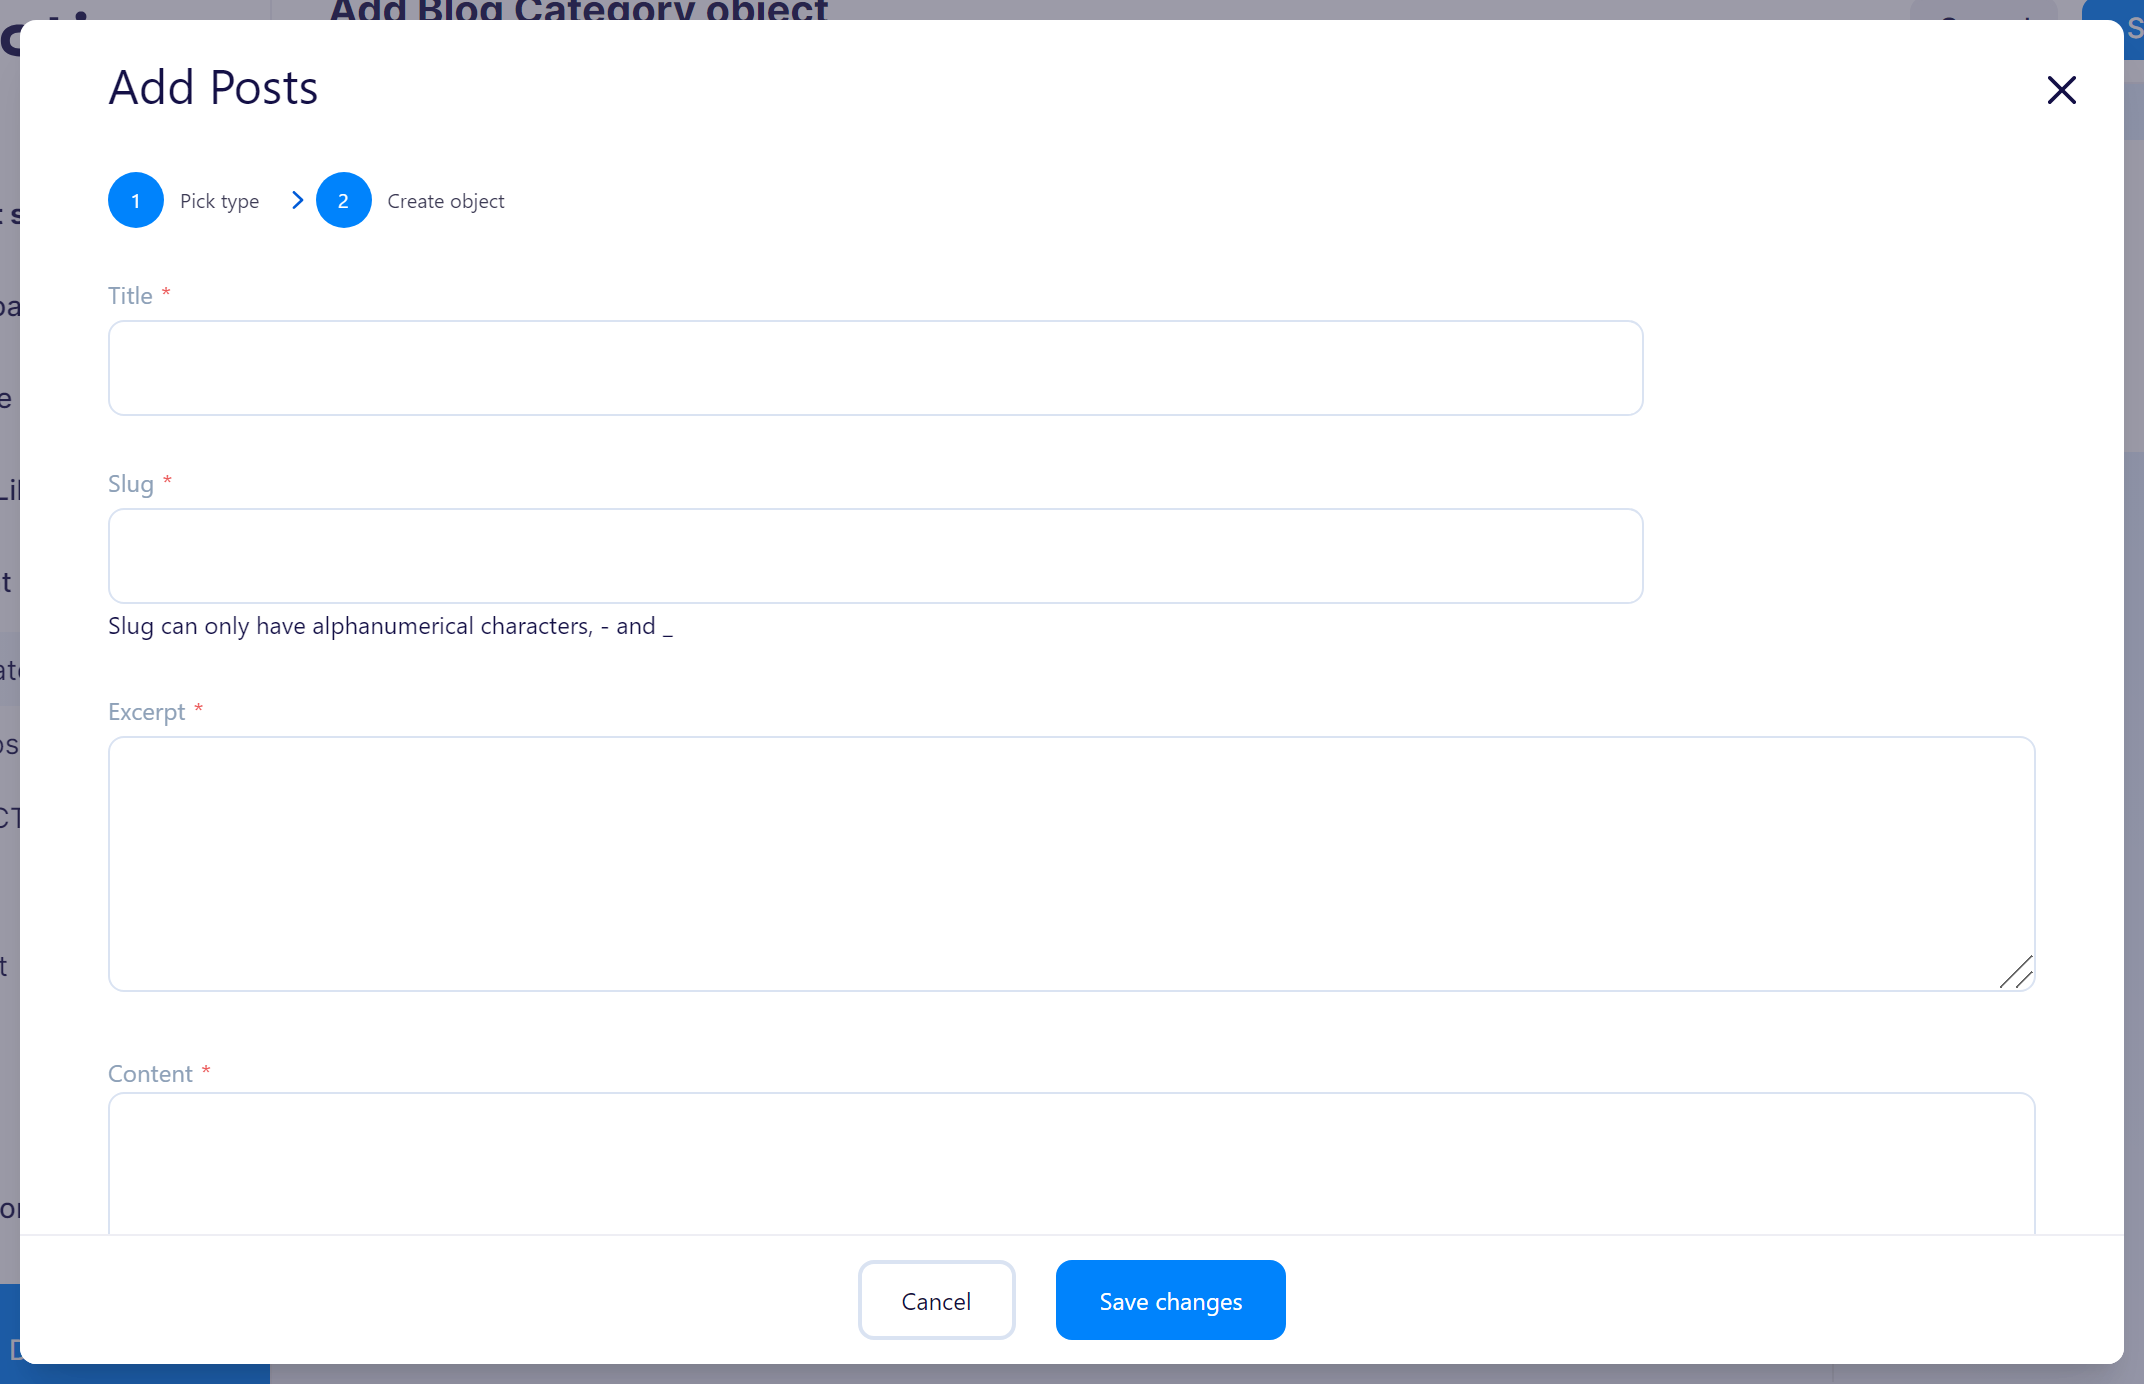 Add Blog Category object
Add Posts
1 Pick type 2 Create object
Title *
Slug *
Slug can only have alphanumerical characters, - and _
Excerpt *
Content *
Cancel Save changes